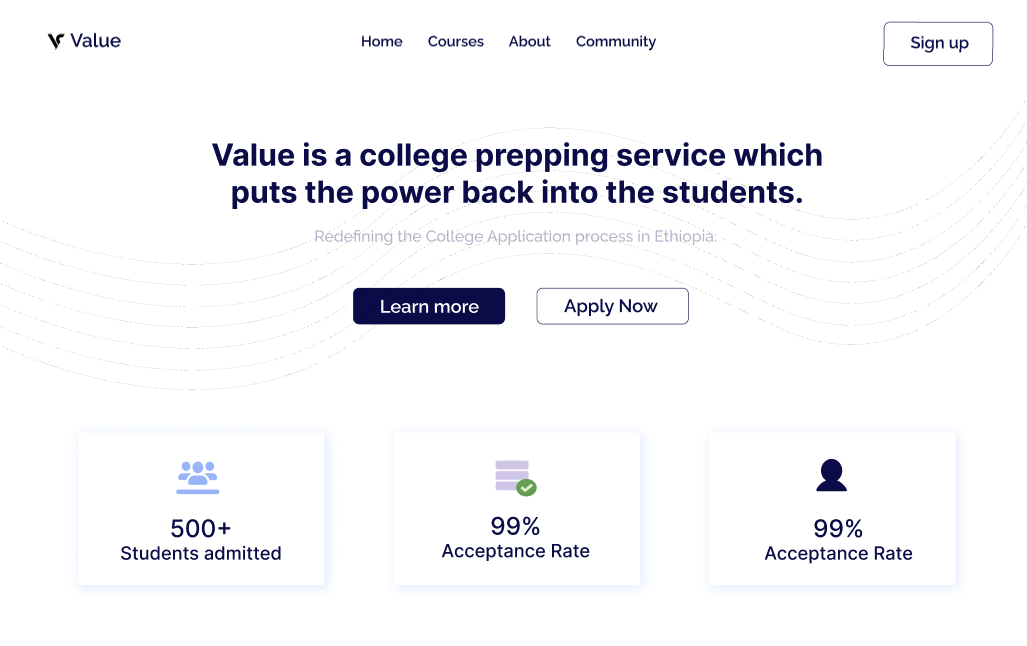 Value
Home Courses About Community
Sign up
Value is a college prepping service which
puts the power back into the students.
Redefining the College Application process in Ethiopia.
Learn more
Apply Now
500+
Students admitted
99%
Acceptance Rate
99%
Acceptance Rate